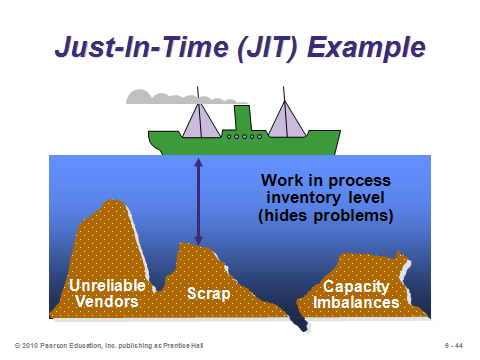 Just-In-Time (JIT) Example
Work in process
inventory level
(hides problems)
Unreliable
Vendors
Scrap
Capacity
Imbalances
© 2010 Pearson Education, Inc. publishing as Prentice Hall
6 - 44